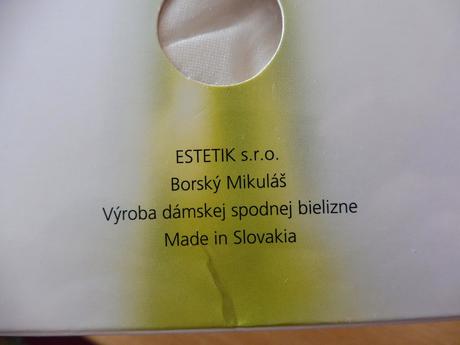 ESTETIK s.r.o.
Borský Mikuláš
Výroba dámskej spodnej bielizne
Made in Slovakia